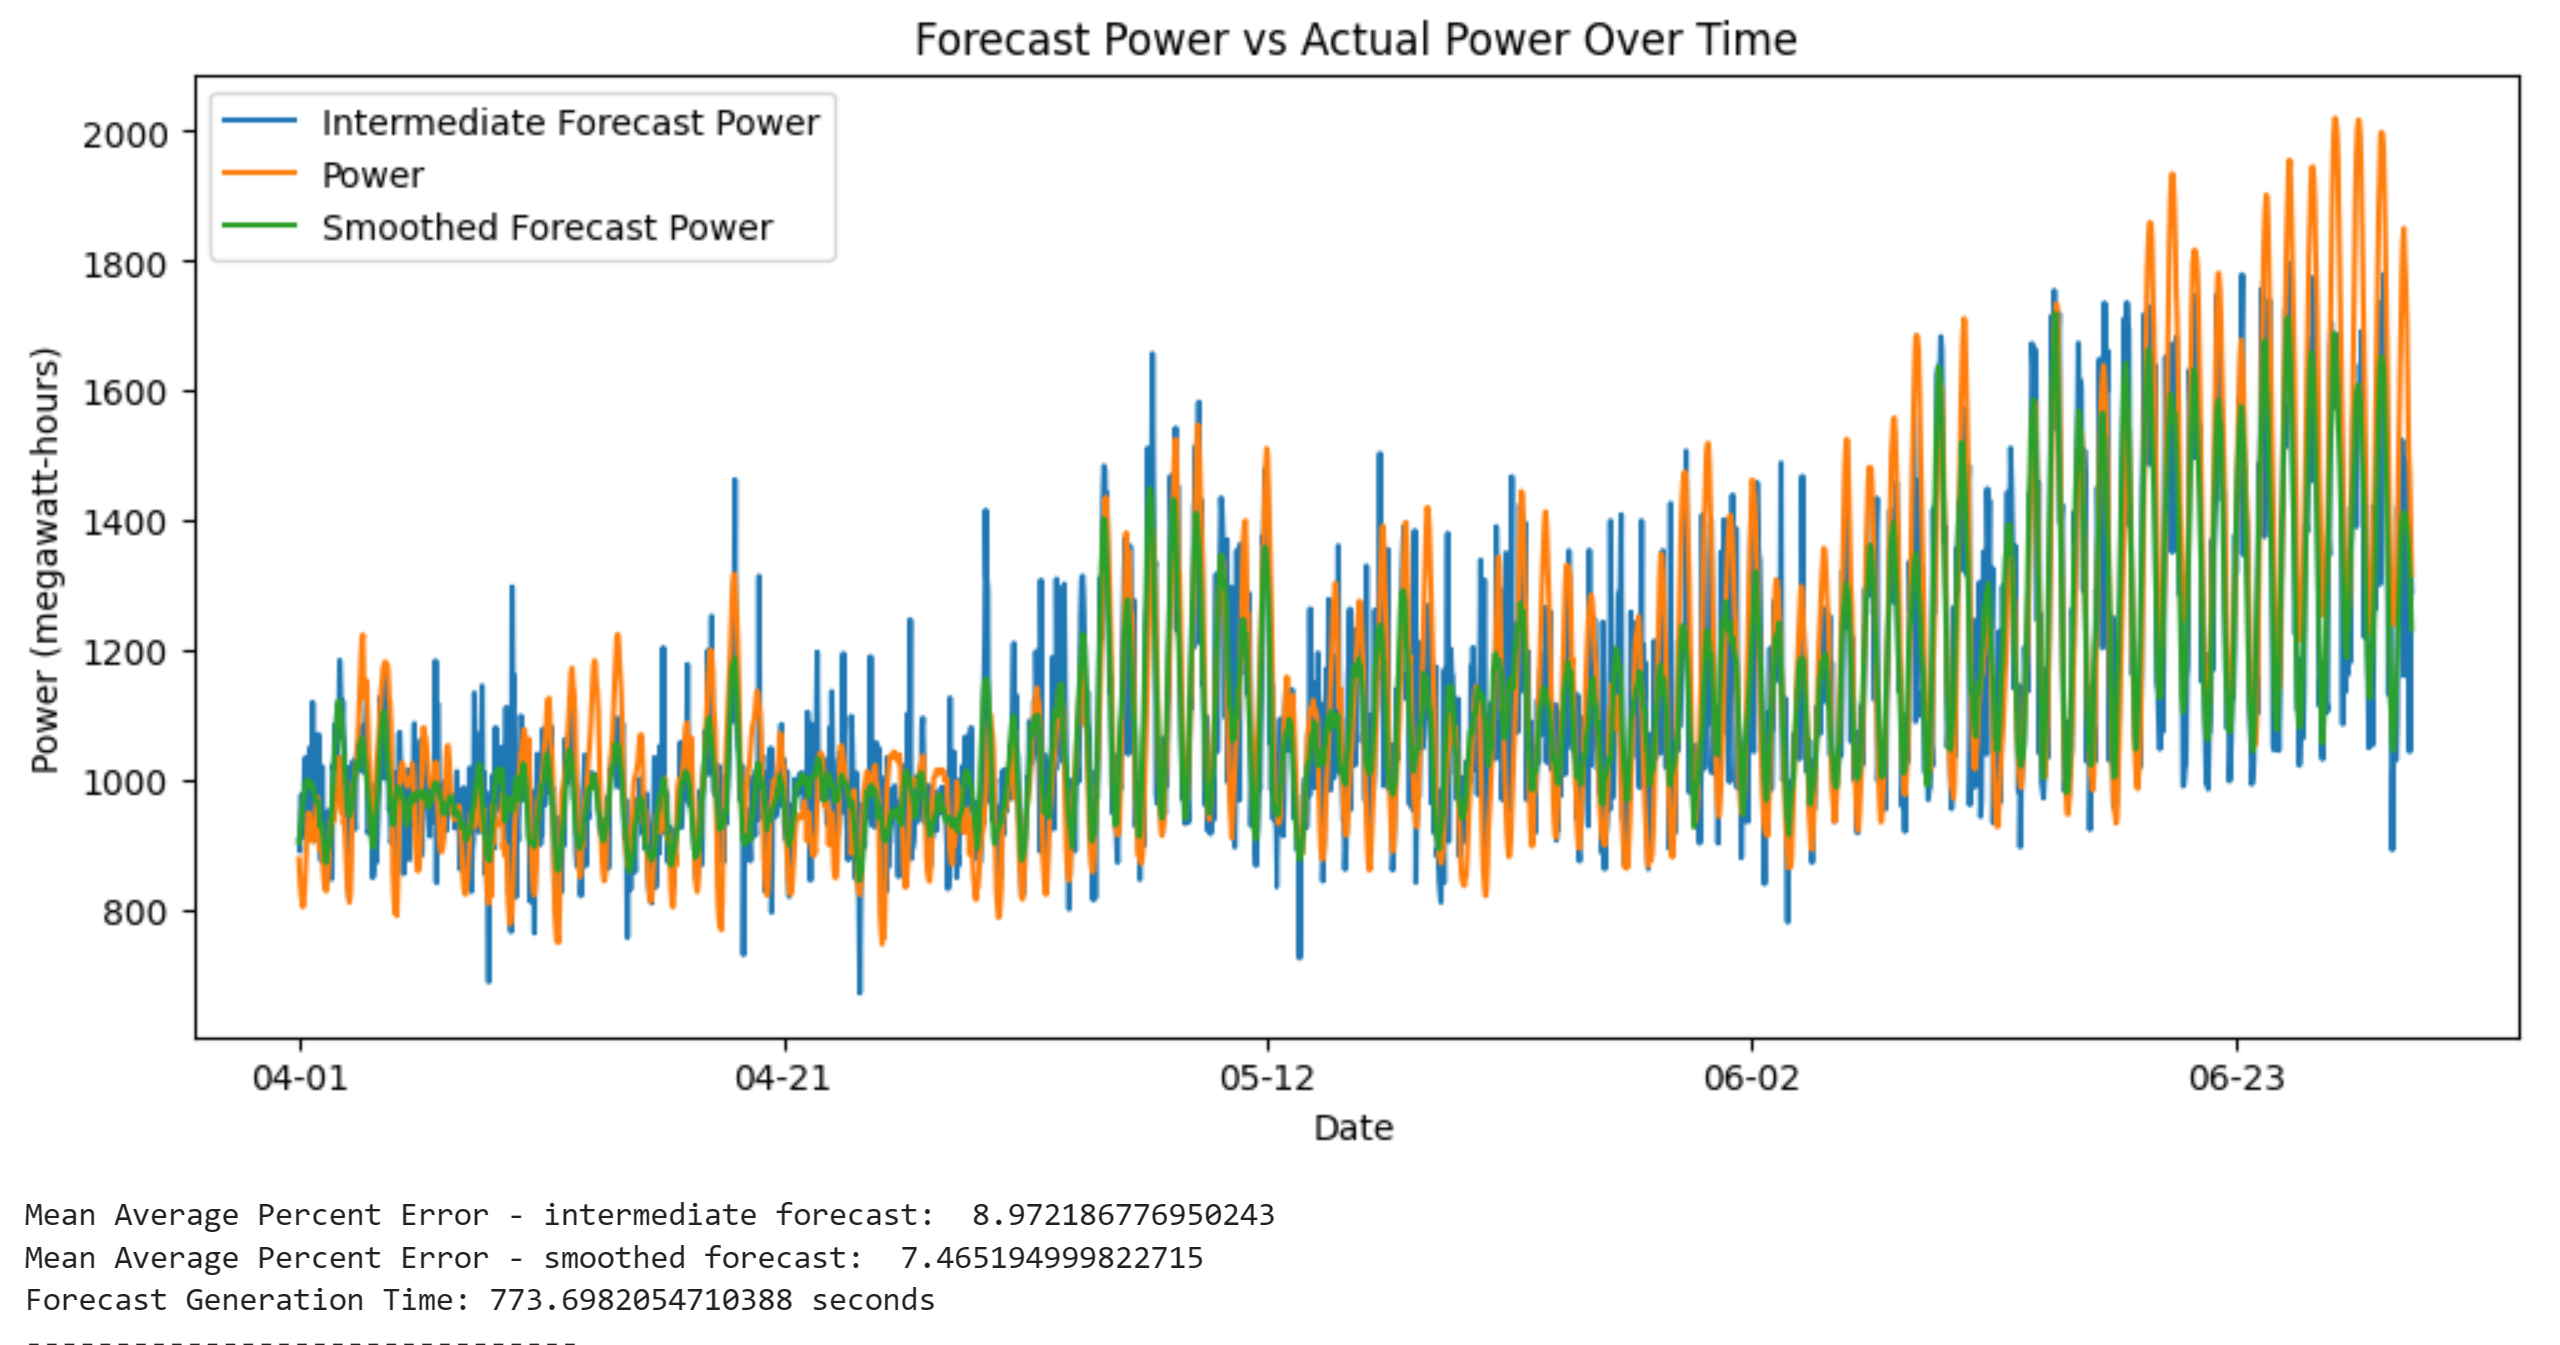 Forecast Power vs Actual Power Over Time
Intermediate Forecast Power
Power
Smoothed Forecast Power
Power (megawatt-hours)
2000
1800
1600
1400
1200
1000
800
04-01 04-21 05-12 06-02 06-23
Date
Mean Average Percent Error - intermediate forecast:  8.972186776950243
Mean Average Percent Error - smoothed forecast:  7.465194999822715
Forecast Generation Time: 773.6982054710388 seconds
-------------------------------